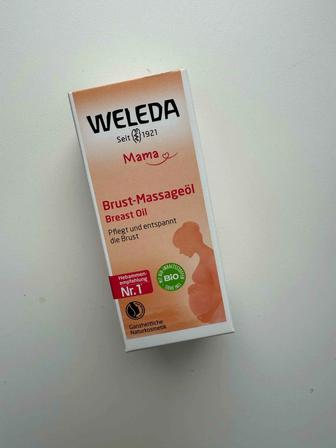 WELEDA
Seit 1921
Mama
Brust-Massageöl
Breast Oil
Pflegt und entspannt
die Brust
Hebammen-
empfehlung
Nr. 1
BIO
Ganzheitliche
Naturkosmetik